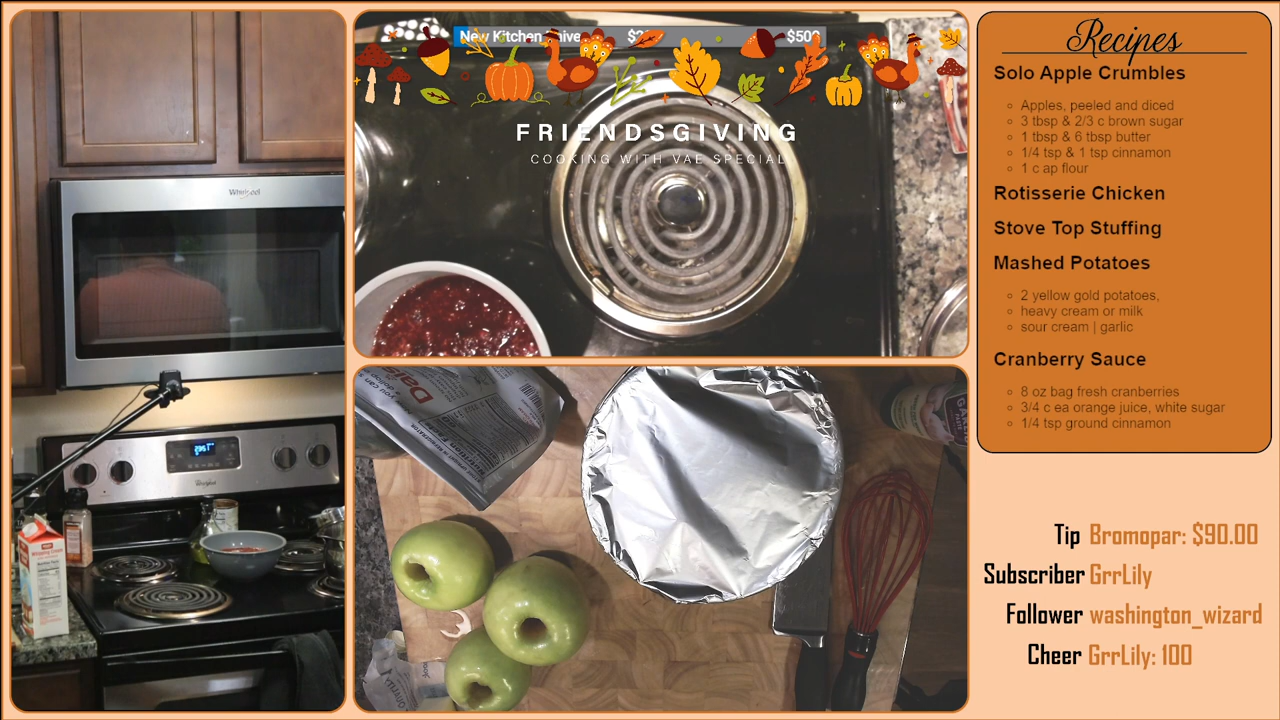 Whirlpool
Whirlpool
Whipping Cream
New Kitchen
$500
FRIENDSGIVING
COOKING WITH VAE SPECIAL
Nutrition Facts
Recipes
Solo Apple Crumbles
Apples, peeled and diced
3 tbsp & 2/3 c brown sugar
1 tbsp & 6 tbsp butter
1/4 tsp & 1 tsp cinnamon
1 c ap flour
Rotisserie Chicken
Stove Top Stuffing
Mashed Potatoes
2 yellow gold potatoes,
heavy cream or milk
sour cream | garlic
Cranberry Sauce
8 oz bag fresh cranberries
3/4 c ea orange juice, white sugar
1/4 tsp ground cinnamon
Tip Bromopar: $90.00
Subscriber GrrLily
Follower washington_wizard
Cheer GrrLily: 100